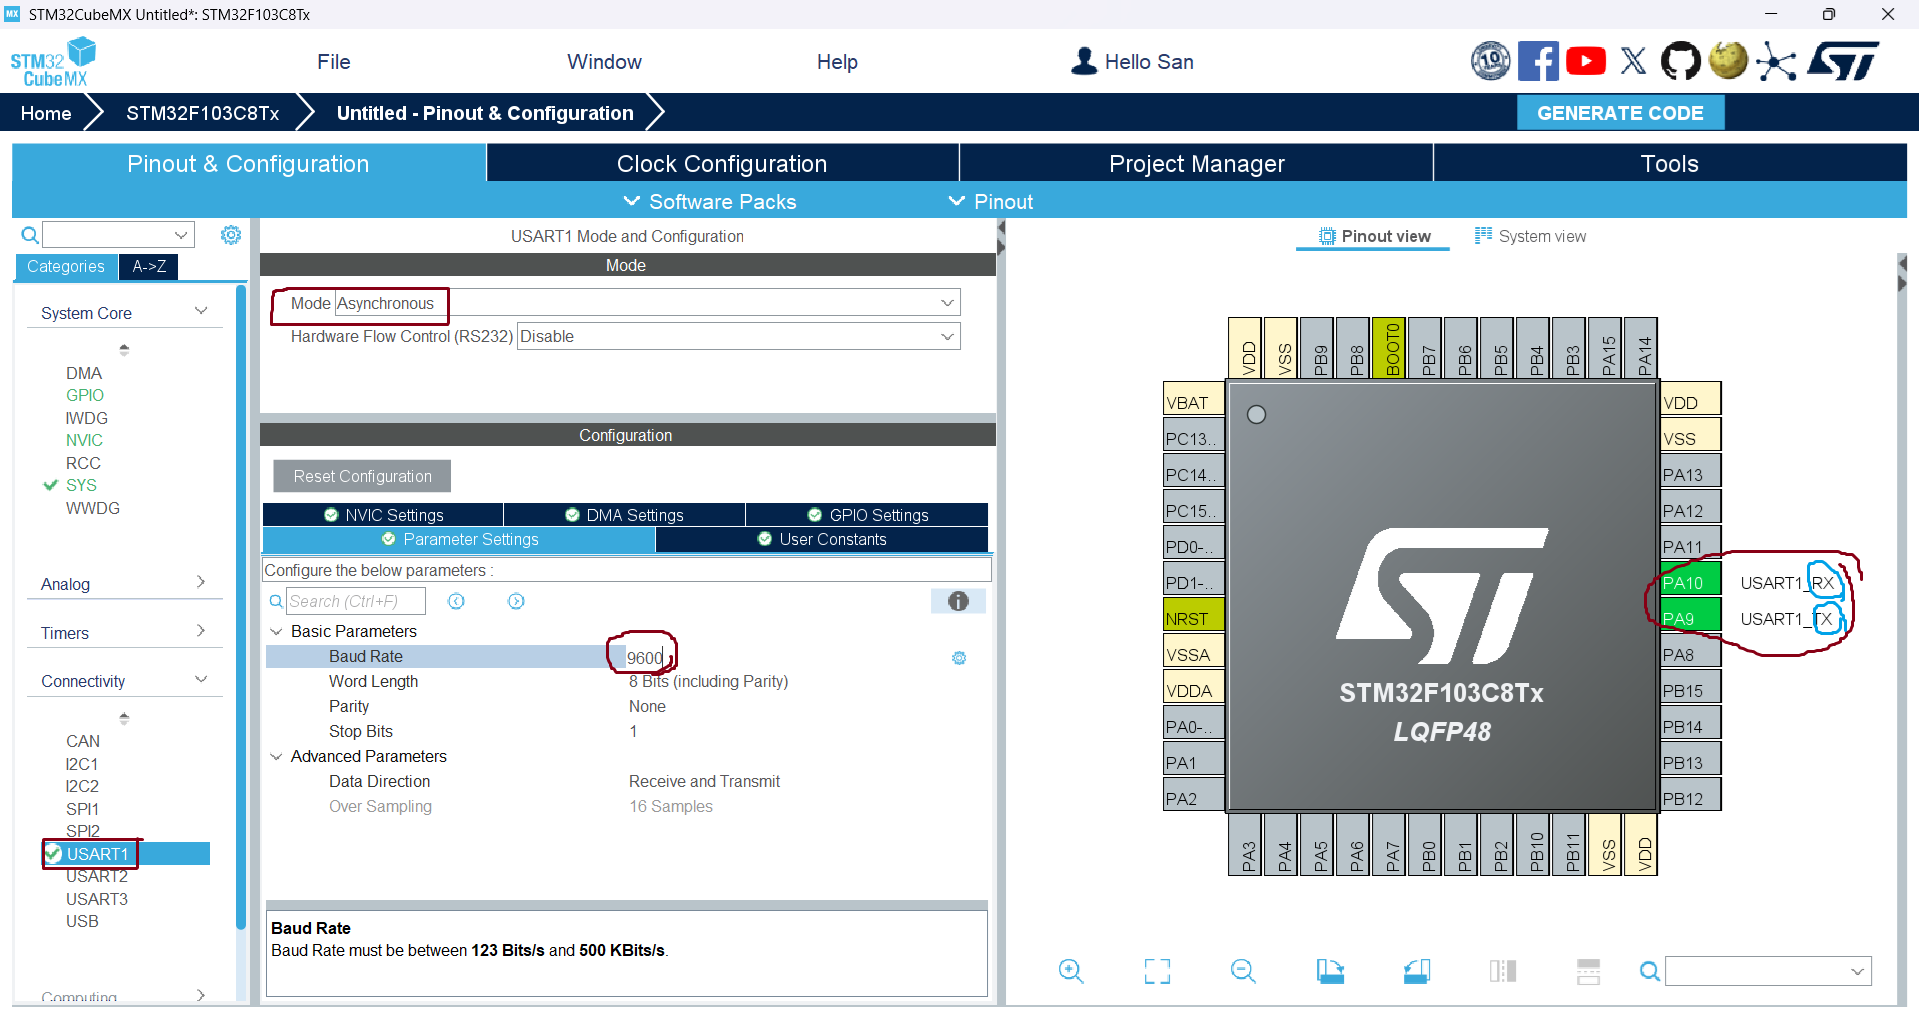 MX STM32CubeMX Untitled*: STM32F103C8Tx
STM32
CubeMX
File
Window
Help
Hello San
10
Home
STM32F103C8Tx
Untitled - Pinout & Configuration
GENERATE CODE
Pinout & Configuration
Clock Configuration
Project Manager
Tools
Software Packs
Pinout
Categories
A->Z
System Core
DMA
GPIO
IWDG
NVIC
RCC
SYS
WWDG
Analog
Timers
Connectivity
CAN
I2C1
I2C2
SPI1
SPI2
USART1
USART2
USART3
USB
Computing
USART1 Mode and Configuration
Mode
Mode Asynchronous
Hardware Flow Control (RS232) Disable
Configuration
Reset Configuration
NVIC Settings
DMA Settings
GPIO Settings
Parameter Settings
User Constants
Configure the below parameters :
Search (Ctrl+F)
Basic Parameters
Baud Rate 9600
Word Length 8 Bits (including Parity)
Parity None
Stop Bits 1
Advanced Parameters
Data Direction Receive and Transmit
Over Sampling 16 Samples
Baud Rate
Baud Rate must be between 123 Bits/s and 500 KBits/s.
Pinout view
System view
VDD
VSS
PB9
PB8
BOOT0
PB7
PB6
PB5
PB4
PB3
PA15
PA14
VBAT
PC13..
PC14..
PC15..
PD0-..
PD1-..
NRST
VSSA
VDDA
PA0-..
PA1
PA2
ST
STM32F103C8Tx
LQFP48
VDD
VSS
PA13
PA12
PA11
PA10 USART1_RX
PA9 USART1_TX
PA8
PB15
PB14
PB13
PB12
PA3
PA4
PA5
PA6
PA7
PB0
PB1
PB2
PB10
PB11
VSS
VDD